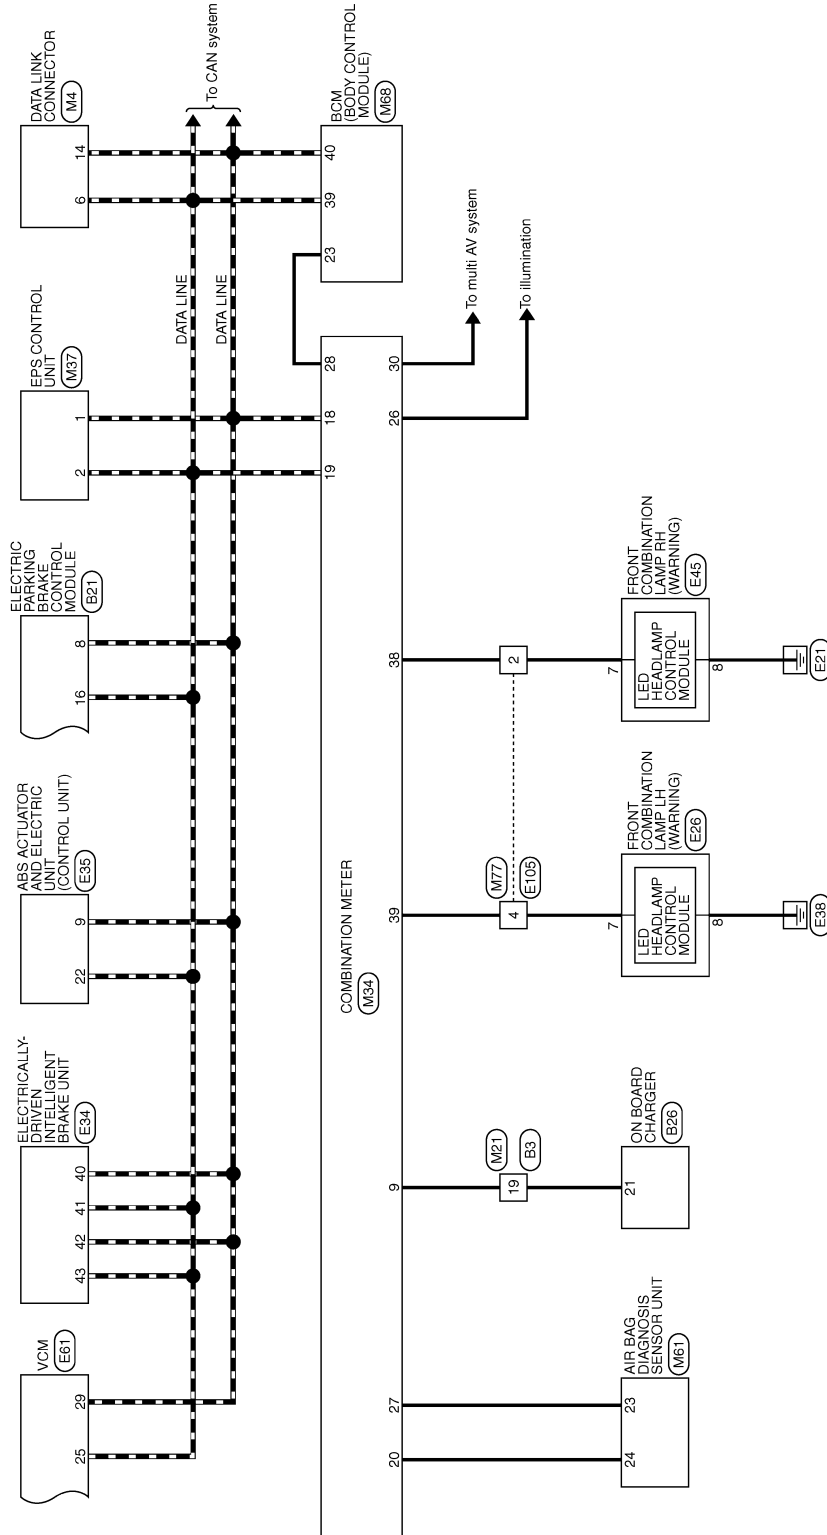 VCM
E61
ELECTRICALLY-
DRIVEN
INTELLIGENT
BRAKE UNIT
E34
ABS ACTUATOR
AND ELECTRIC
UNIT
(CONTROL UNIT)
E35
ELECTRIC
PARKING
BRAKE
CONTROL
MODULE
B21
EPS CONTROL
UNIT
M37
DATA LINK
CONNECTOR
M4
25
29
43
42
41
40
22
9
16
8
2
1
6
14
DATA LINE
DATA LINE
To CAN system
19
18
28
23
39
40
BCM
(BODY CONTROL
MODULE)
M68
COMBINATION METER
M34
20
27
9
39
38
26
30
To multi AV system
To illumination
M21
19
B3
M77
4
E105
2
24
23
AIR BAG
DIAGNOSIS
SENSOR UNIT
M61
21
ON BOARD
CHARGER
B26
7
LED
HEADLAMP
CONTROL
MODULE
8
FRONT
COMBINATION
LAMP LH
(WARNING)
E26
E38
7
LED
HEADLAMP
CONTROL
MODULE
8
FRONT
COMBINATION
LAMP RH
(WARNING)
E45
E21